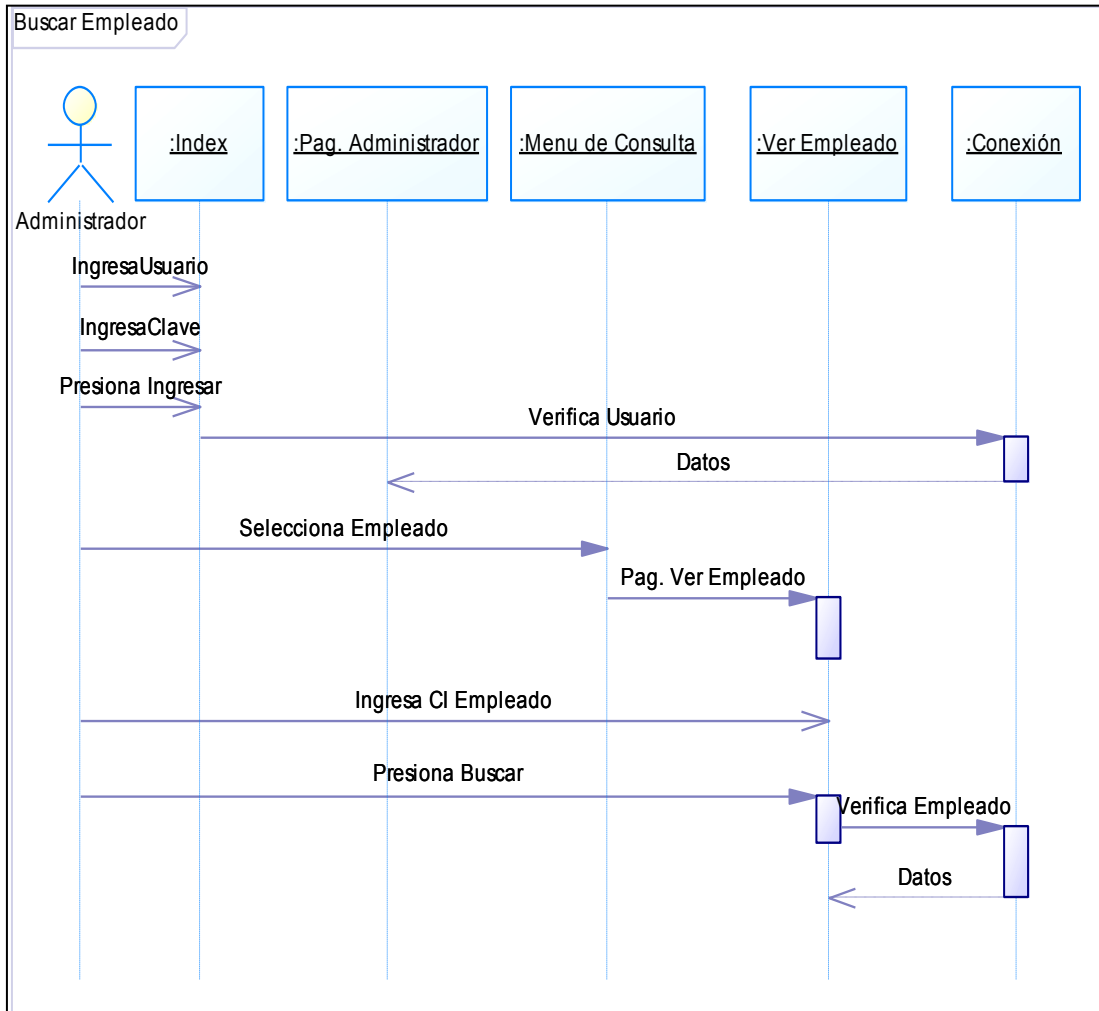 Buscar Empleado
:Index
:Pag. Administrador
:Menu de Consulta
:Ver Empleado
:Conexión
Administrador
IngresaUsuario
IngresaClave
Presiona Ingresar
Verifica Usuario
Datos
Selecciona Empleado
Pag. Ver Empleado
Ingresa CI Empleado
Presiona Buscar
Verifica Empleado
Datos